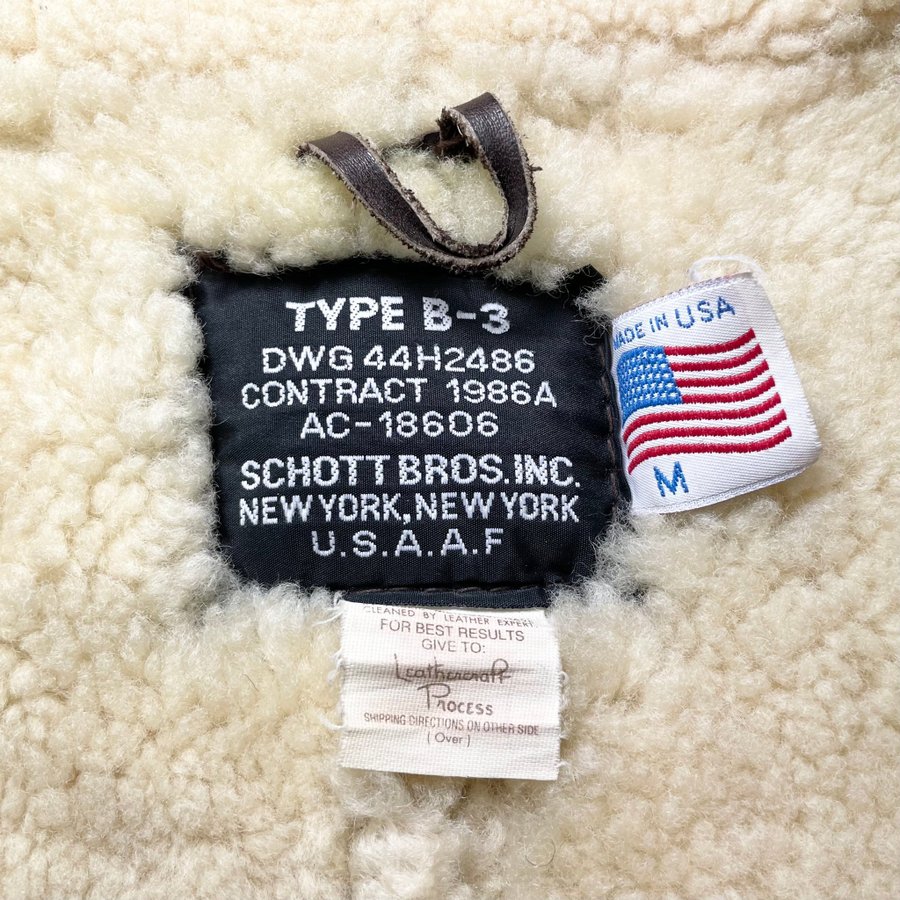 TYPE B-3
DWG 44H2486
CONTRACT 1986A
AC-18606
SCHOTT BROS.INC.
NEW YORK, NEW YORK
U.S.A.A.F
MADE IN USA
M
CLEANED BY LEATHER EXPERT
FOR BEST RESULTS
GIVE TO:
Leathercraft
Process
SHIPPING DIRECTIONS ON OTHER SIDE
(Over)